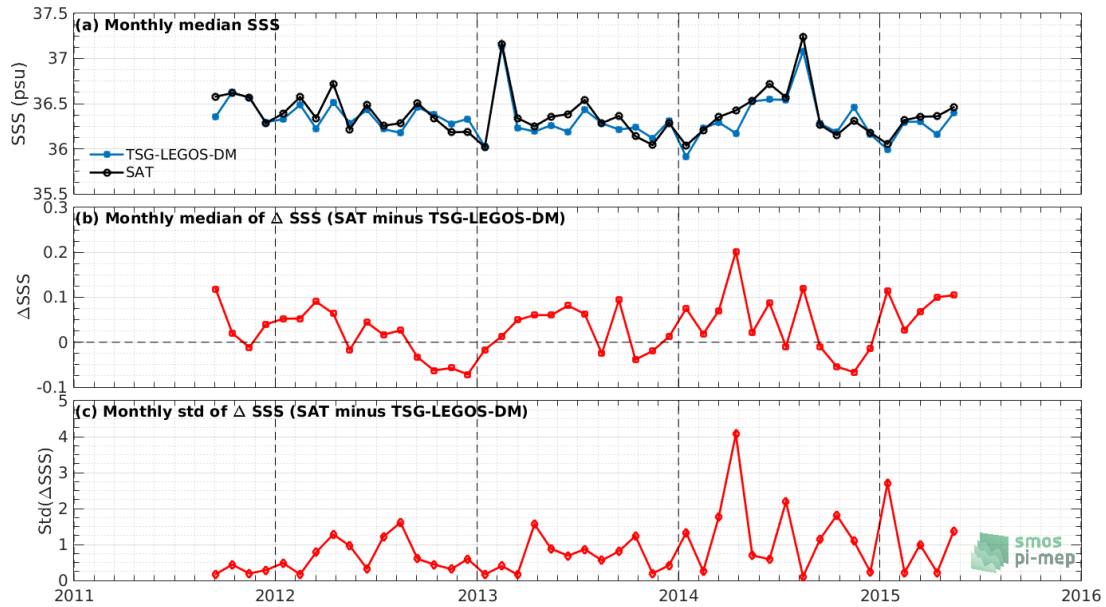 (a) Monthly median SSS
37.5
37
36.5
36
35.5
SSS (psu)
TSG-LEGOS-DM
SAT
(b) Monthly median of Δ SSS (SAT minus TSG-LEGOS-DM)
0.3
0.2
0.1
0
-0.1
ΔSSS
(c) Monthly std of Δ SSS (SAT minus TSG-LEGOS-DM)
5
4
3
2
1
0
Std(ΔSSS)
smos
pi-mep
2011 2012 2013 2014 2015 2016